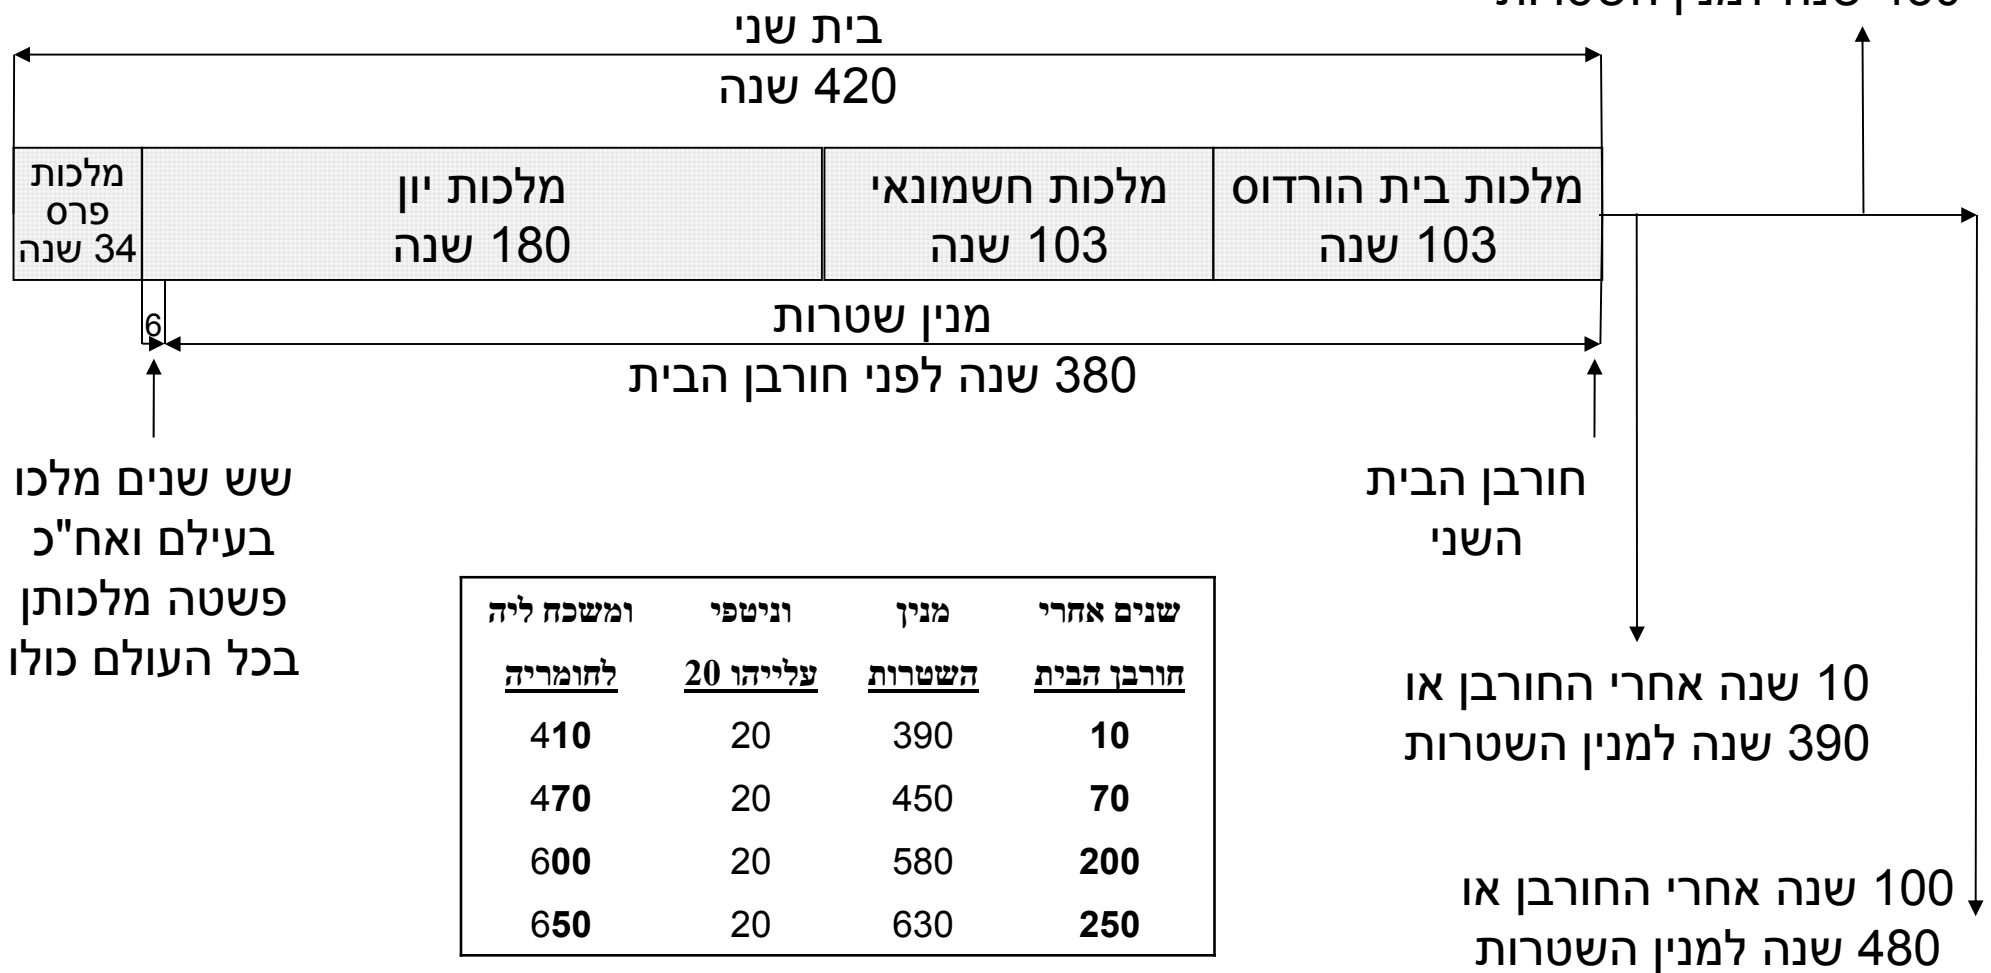 בית שני
420 שנה
מלכות
פרס
34 שנה
מלכות יון
180 שנה
מלכות חשמונאי
103 שנה
מלכות בית הורדוס
103 שנה
6
מנין שטרות
380 שנה לפני חורבן הבית
שש שנים מלכו
בעילם ואח"כ
פשטה מלכותן
בכל העולם כולו
חורבן הבית
השני
10 שנה אחרי החורבן או
390 שנה למנין השטרות
100 שנה אחרי החורבן או
480 שנה למנין השטרות
שנים אחרי מנין וניטפי ומשכח ליה
חורבן הבית השטרות עלייהו 20 לחומריה
10 390 20 410
70 450 20 470
200 580 20 600
250 630 20 650